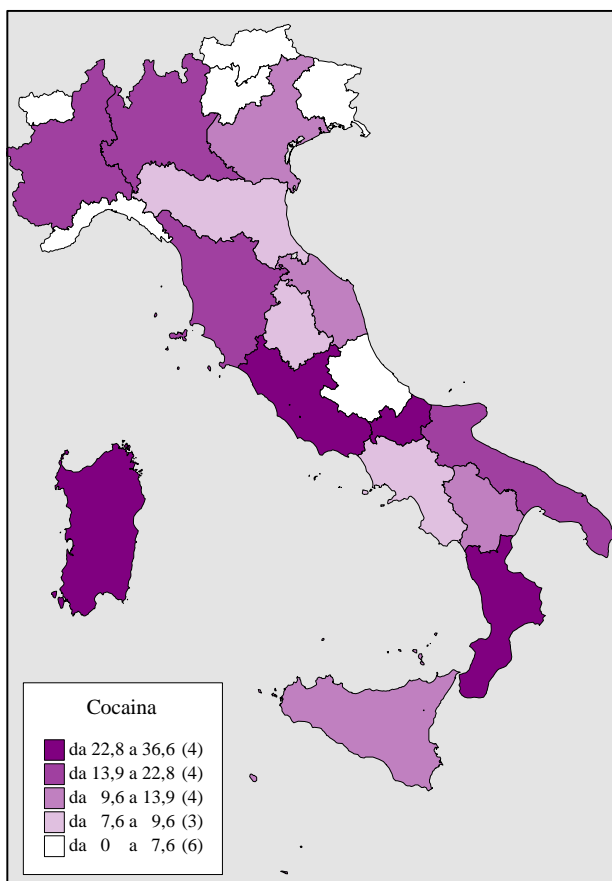 Cocaina
da 22,8 a 36,6 (4)
da 13,9 a 22,8 (4)
da 9,6 a 13,9 (4)
da 7,6 a 9,6 (3)
da 0 a 7,6 (6)